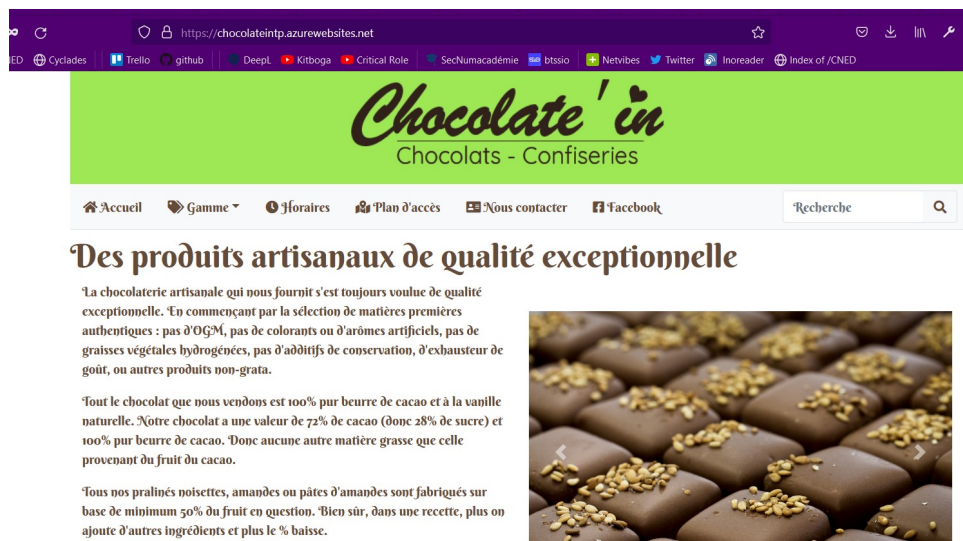 https://chocolateintp.azurewebsites.net
Cyclades Trello github DeepL Kitboga Critical Role SecNumacadémie btssio Netvibes Twitter Inoreader Index of /CNED
Chocolate'in
Chocolats - Confiseries
Accueil Gamme Horaires Plan d'accès Nous contacter Facebook Recherche
Des produits artisanaux de qualité exceptionnelle
La chocolaterie artisanale qui nous fournit s'est toujours voulue de qualité
exceptionnelle. En commençant par la sélection de matières premières
authentiques : pas d'OGM, pas de colorants ou d'arômes artificiels, pas de
graisses végétales hydrogénées, pas d'additifs de conservation, d'exhausteur de
goût, ou autres produits non-grata.
Tout le chocolat que nous vendons est 100% pur beurre de cacao et à la vanille
naturelle. Notre chocolat a une valeur de 72% de cacao (donc 28% de sucre) et
100% pur beurre de cacao. Donc aucune autre matière grasse que celle
provenant du fruit du cacao.
Tous nos pralinés noisettes, amandes ou pâtes d'amandes sont fabriqués sur
base de minimum 50% du fruit en question. Bien sûr, dans une recette, plus on
ajoute d'autres ingrédients et plus le % baisse.